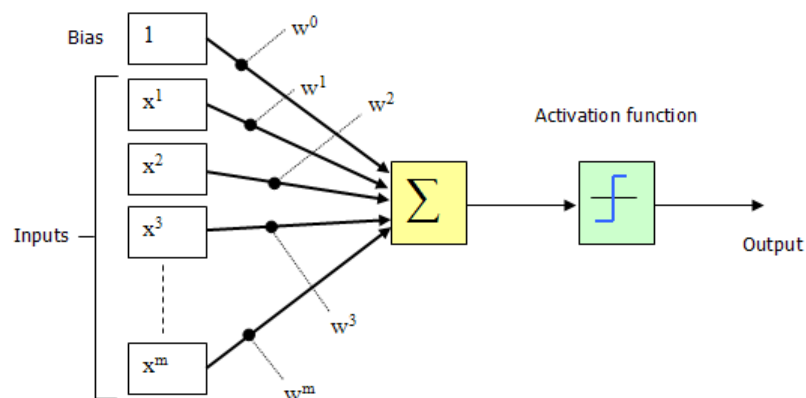 Bias
1
w⁰
x¹
w¹
x²
w²
Activation function
Inputs
x³
∑
Output
w³
xᵐ
wᵐ